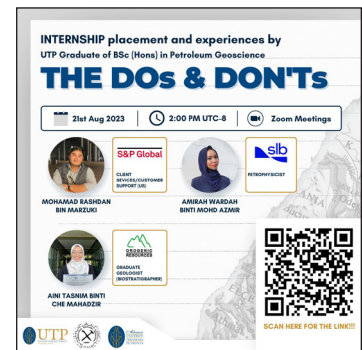 INTERNSHIP placement and experiences by
UTP Graduate of BSc (Hons) in Petroleum Geoscience
THE DOs & DON'Ts
21st Aug 2023
2:00 PM UTC-8
Zoom Meetings
S&P Global
CLIENT
SEVICES/CUSTOMER
SUPPORT (US)
MOHAMAD RASHDAN
BIN MARZUKI
slb
PETROPHYSICIST
AMIRAH WARDAH
BINTI MOHD AZMIR
OROGENIC
RESOURCES
GRADUATE
GEOLOGIST
(BIOSTRATIGRAPHER)
AINI TASNIM BINTI
CHE MAHADZIR
SCAN HERE FOR THE LINK!!!
UTP